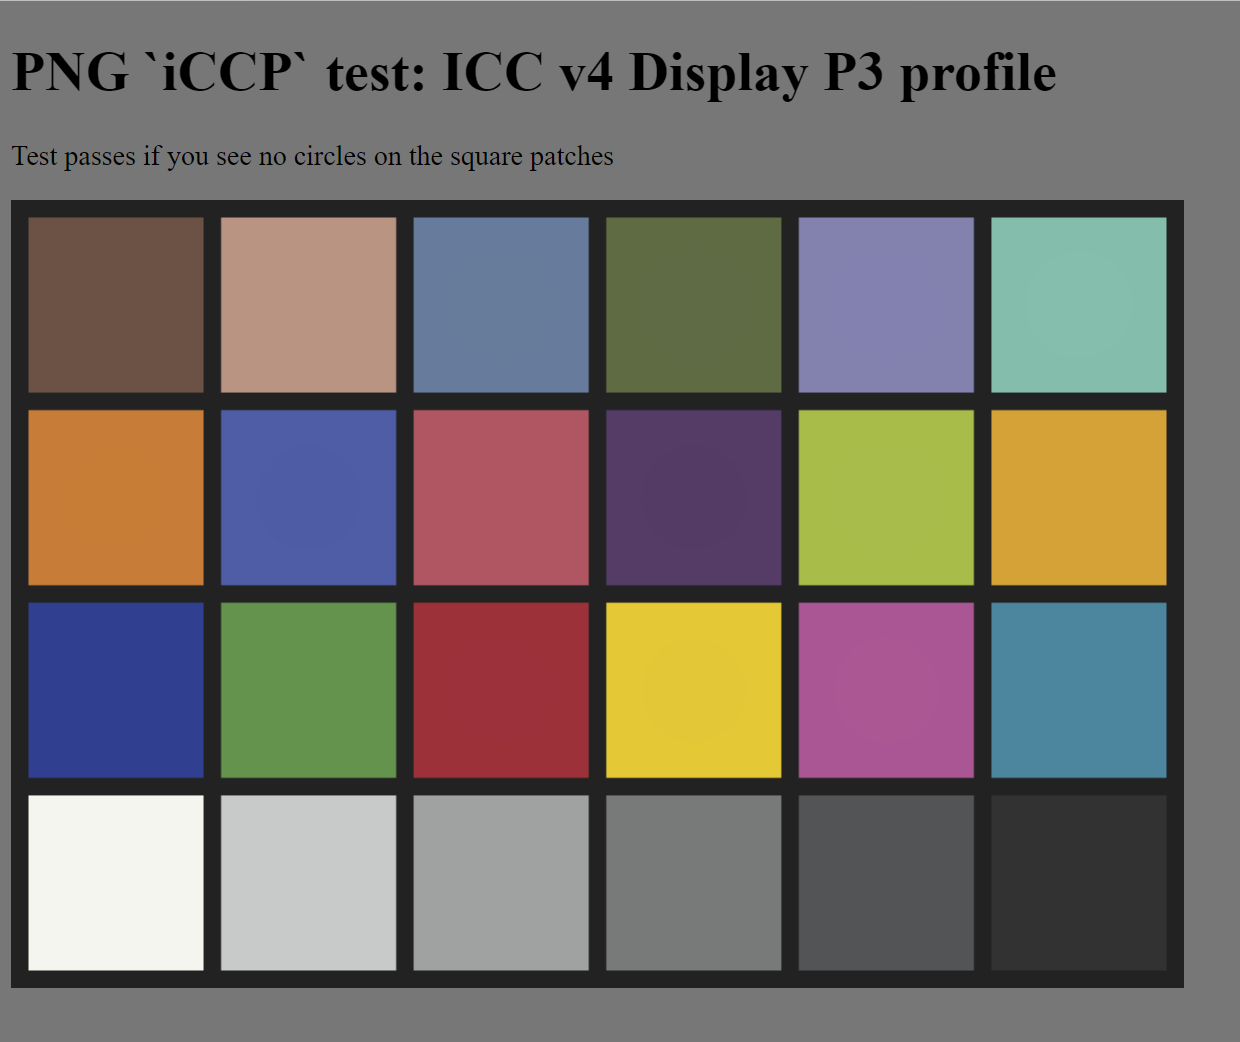 PNG `iCCP` test: ICC v4 Display P3 profile
Test passes if you see no circles on the square patches